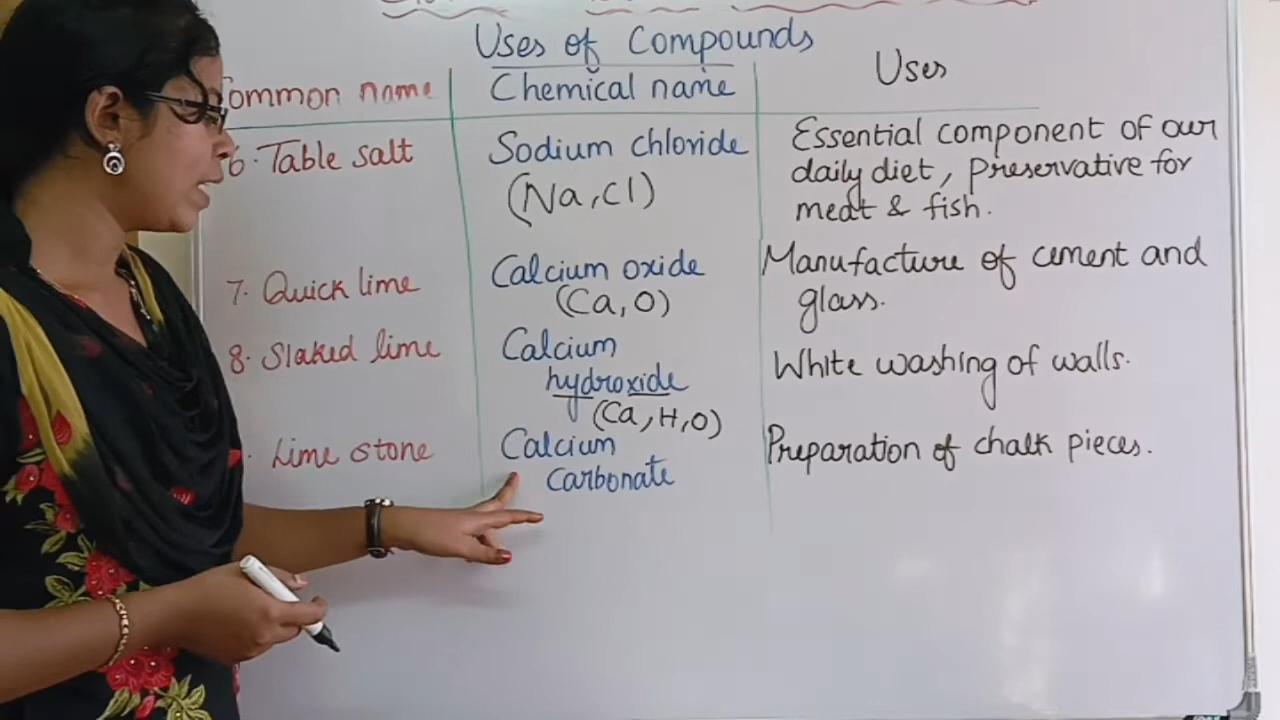 Uses of Compounds
Common name Chemical name Uses
6. Table salt Sodium chloride Essential component of our
(Na, Cl) daily diet, preservative for
meat & fish.
7. Quick lime Calcium oxide Manufacture of cement and
(Ca, O) glass.
8. Slaked lime Calcium White washing of walls.
hydroxide
(Ca, H, O)
Lime stone Calcium Preparation of chalk pieces.
carbonate